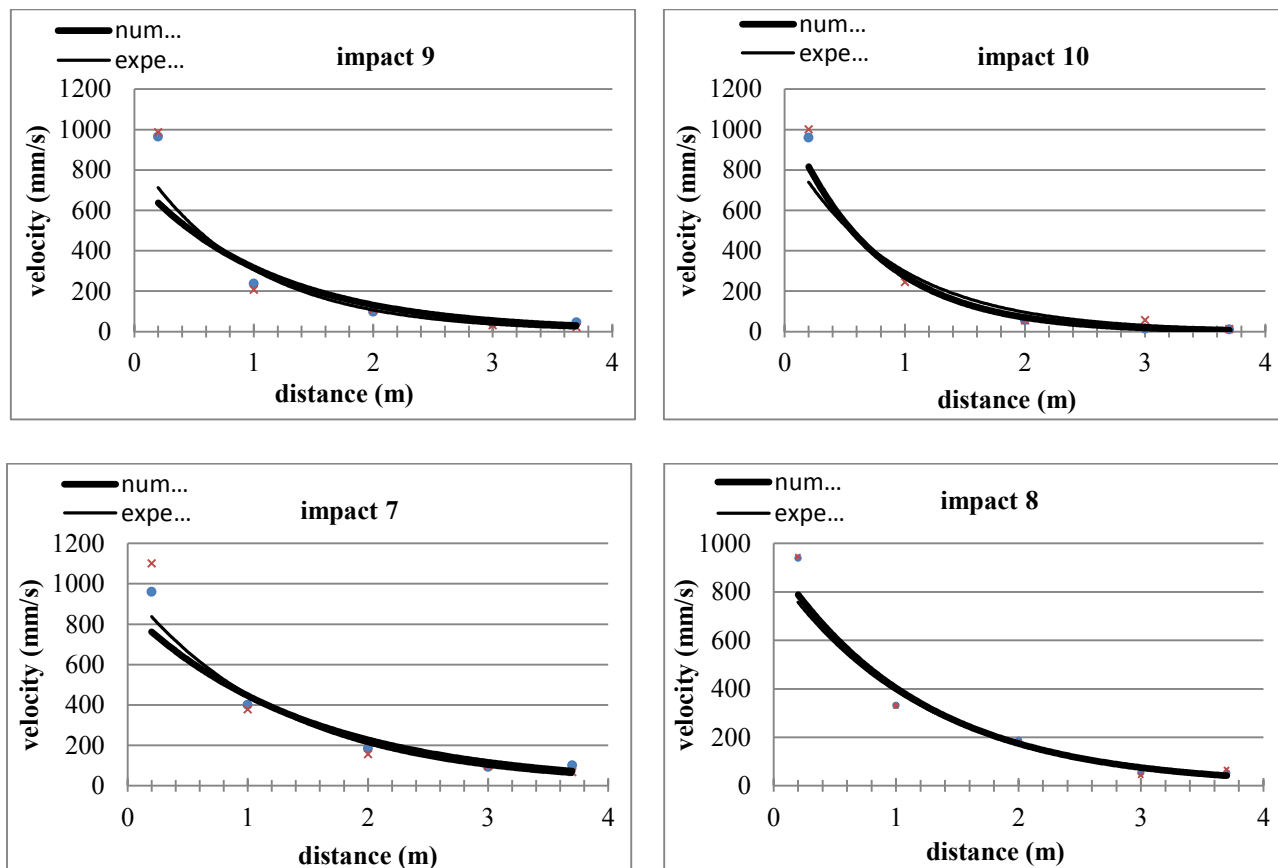 num...
expe...
impact 9
1200
1000
800
600
400
200
0
velocity (mm/s)
0 1 2 3 4
distance (m)
num...
expe...
impact 10
1200
1000
800
600
400
200
0
velocity (mm/s)
0 1 2 3 4
distance (m)
num...
expe...
impact 7
1200
1000
800
600
400
200
0
velocity (mm/s)
0 1 2 3 4
distance (m)
num...
expe...
impact 8
1000
800
600
400
200
0
velocity (mm/s)
0 1 2 3 4
distance (m)